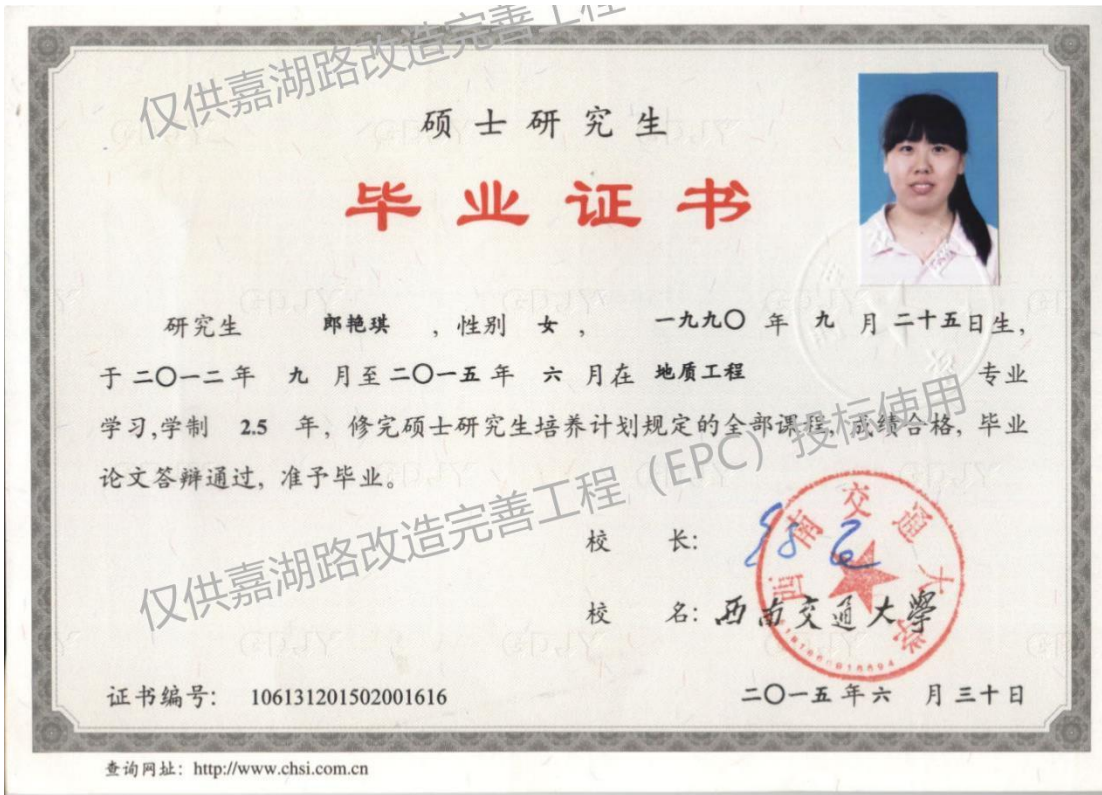 仅供嘉湖路改造完善工程
硕士研究生
毕业证书
研究生 郎艳琪 ，性别 女 ， 一九九〇 年 九 月 二十五日生，
于二〇一二年 九 月至二〇一五年 六 月在 地质工程 专业
学习,学制 2.5 年，修完硕士研究生培养计划规定的全部课程，成绩合格，毕业
论文答辩通过，准予毕业。
仅供嘉湖路改造完善工程（EPC）投标使用
校 长：
西南交通大学
校 名：西南交通大學
证书编号： 106131201502001616
二〇一五年六 月三十日
查询网址：http://www.chsi.com.cn